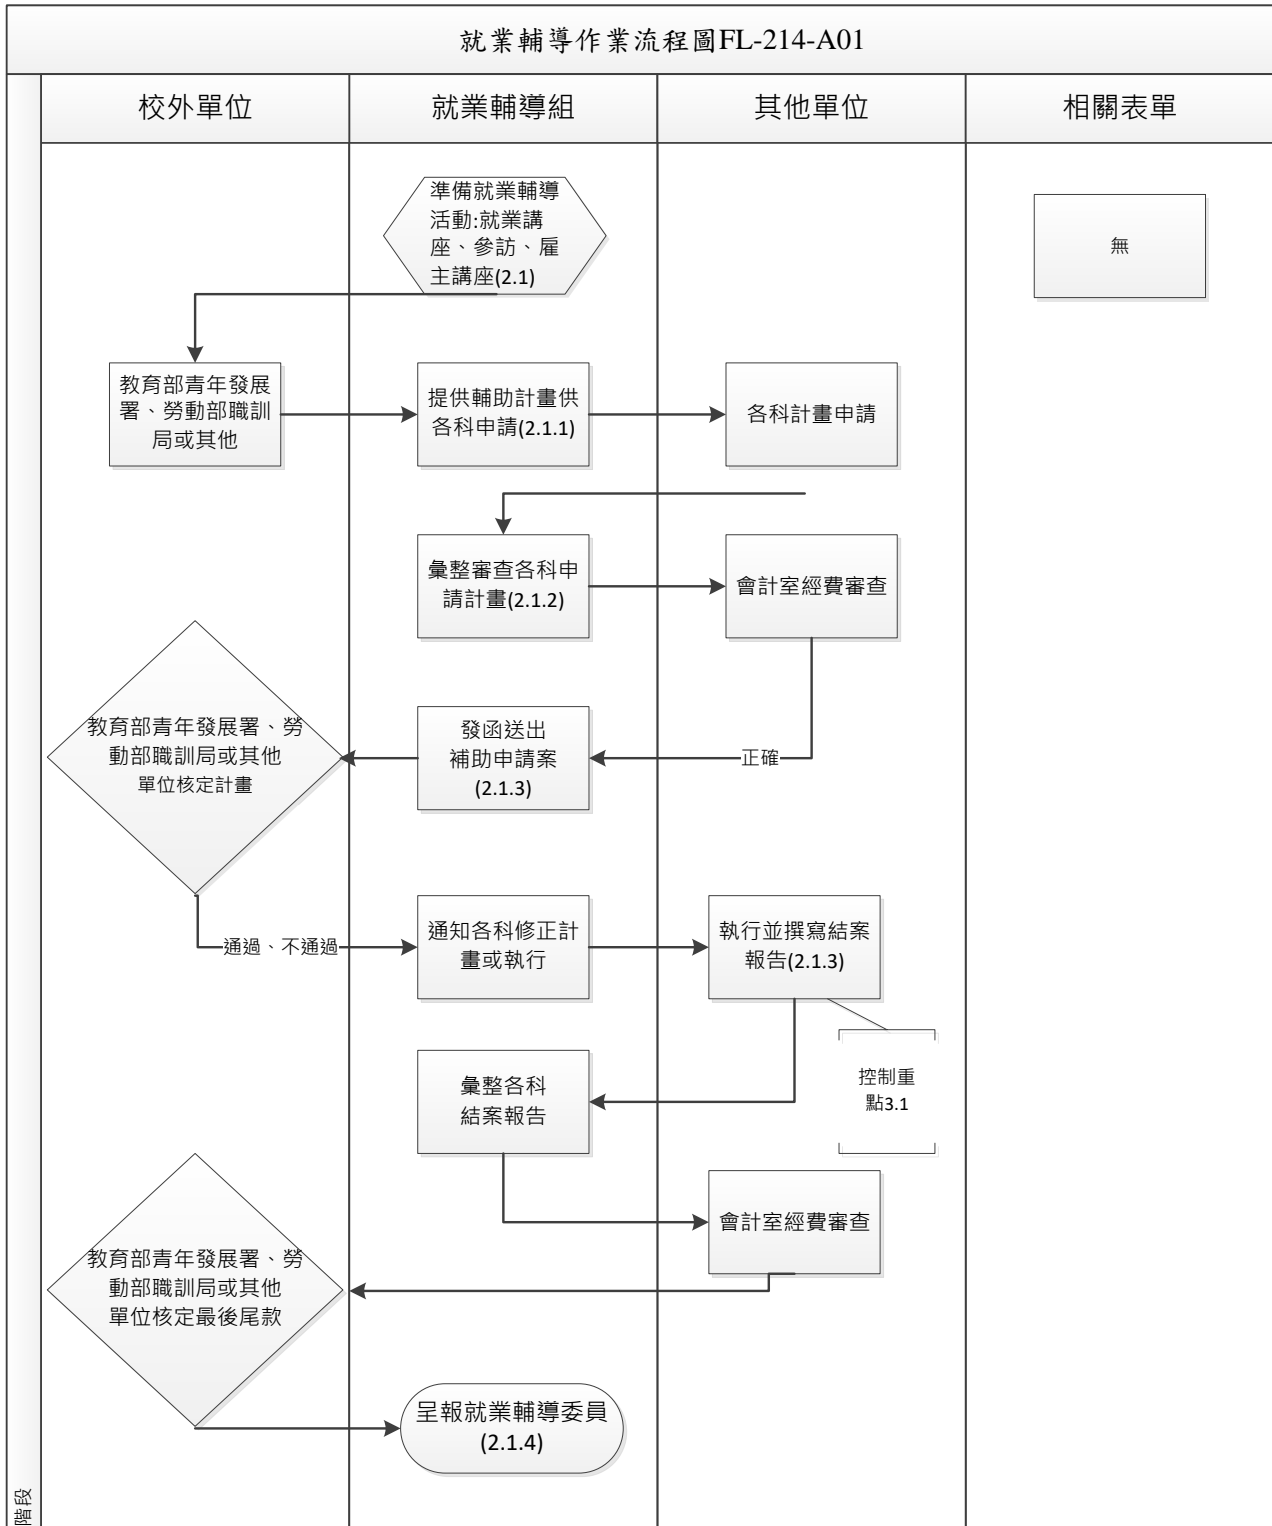 就業輔導作業流程圖FL-214-A01
校外單位
就業輔導組
其他單位
相關表單
準備就業輔導
活動:就業講
座、參訪、雇
主講座(2.1)
無
教育部青年發展
署、勞動部職訓
局或其他
提供輔助計畫供
各科申請(2.1.1)
各科計畫申請
彙整審查各科申
請計畫(2.1.2)
會計室經費審查
教育部青年發展署、勞
動部職訓局或其他
單位核定計畫
發函送出
補助申請案
(2.1.3)
正確
通過、不通過
通知各科修正計
畫或執行
執行並撰寫結案
報告(2.1.3)
控制重
點3.1
彙整各科
結案報告
會計室經費審查
教育部青年發展署、勞
動部職訓局或其他
單位核定最後尾款
呈報就業輔導委員
(2.1.4)
階段